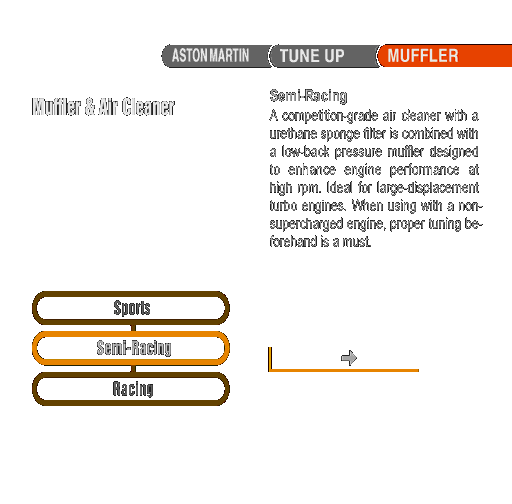 ASTON MARTIN TUNE UP MUFFLER
Muffler & Air Cleaner
Semi-Racing
A competition-grade air cleaner with a
urethane sponge filter is combined with
a low-back pressure muffler designed
to enhance engine performance at
high rpm. Ideal for large-displacement
turbo engines. When using with a non-
supercharged engine, proper tuning be-
forehand is a must.
Sports
Semi-Racing
Racing